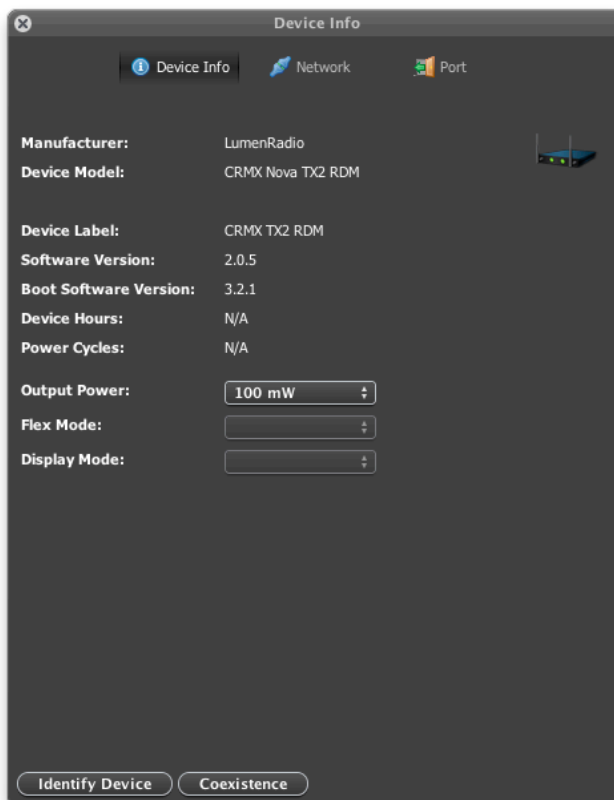 Device Info
Device Info Network Port
Manufacturer: LumenRadio
Device Model: CRMX Nova TX2 RDM
Device Label: CRMX TX2 RDM
Software Version: 2.0.5
Boot Software Version: 3.2.1
Device Hours: N/A
Power Cycles: N/A
Output Power: 100 mW
Flex Mode:
Display Mode:
Identify Device Coexistence